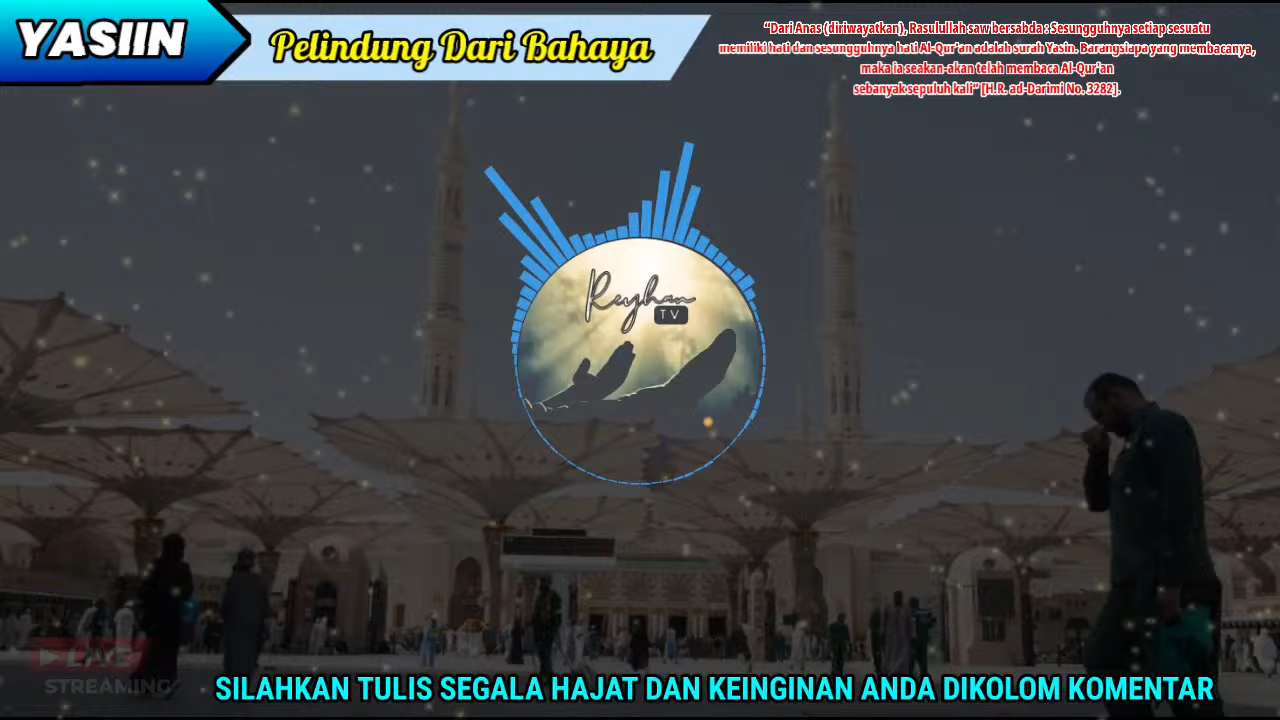 YASIIN
Pelindung Dari Bahaya
“Dari Anas (diriwayatkan), Rasulullah saw bersabda : Sesungguhnya setiap sesuatu
memiliki hati dan sesungguhnya hati Al-Qur'an adalah surah Yasin. Barangsiapa yang membacanya,
maka ia seakan-akan telah membaca Al-Qur'an
sebanyak sepuluh kali” [H.R. ad-Darimi No. 3282].
Reyhan
TV
LAG
STREAMING
SILAHKAN TULIS SEGALA HAJAT DAN KEINGINAN ANDA DIKOLOM KOMENTAR